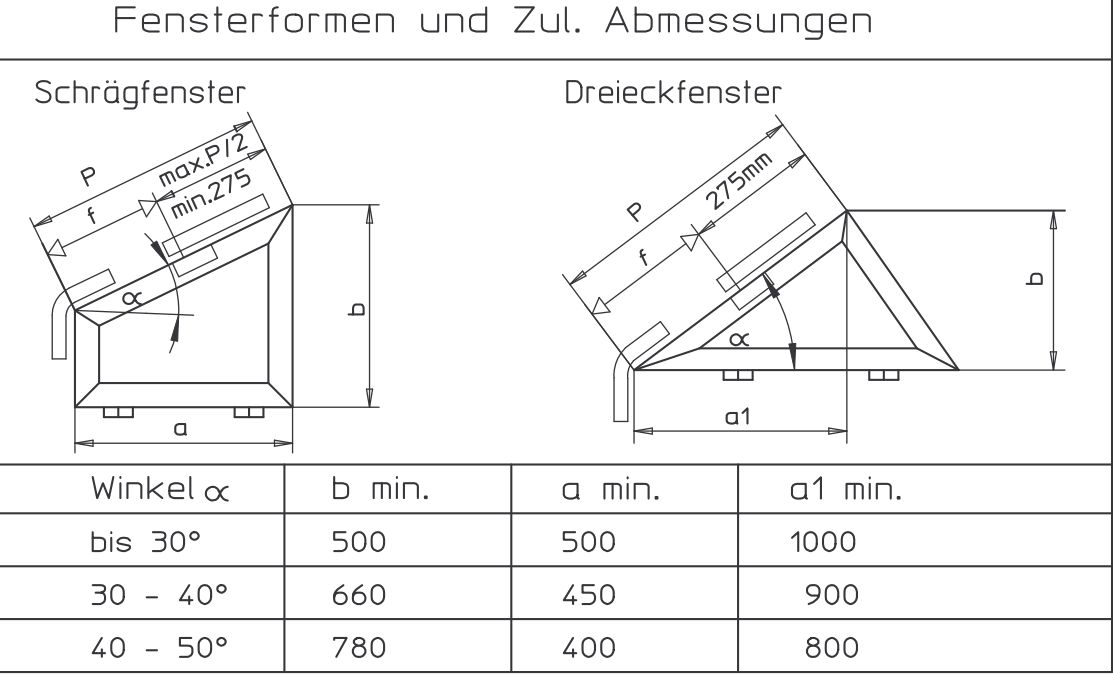 Fensterformen und Zul. Abmessungen
Schrägfenster
Dreieckfenster
P
max.P/2
f
min.275
∝
b
a
P
275mm
f
∝
b
a1
Winkel ∝ b min. a min. a1 min.
bis 30° 500 500 1000
30 - 40° 660 450 900
40 - 50° 780 400 800